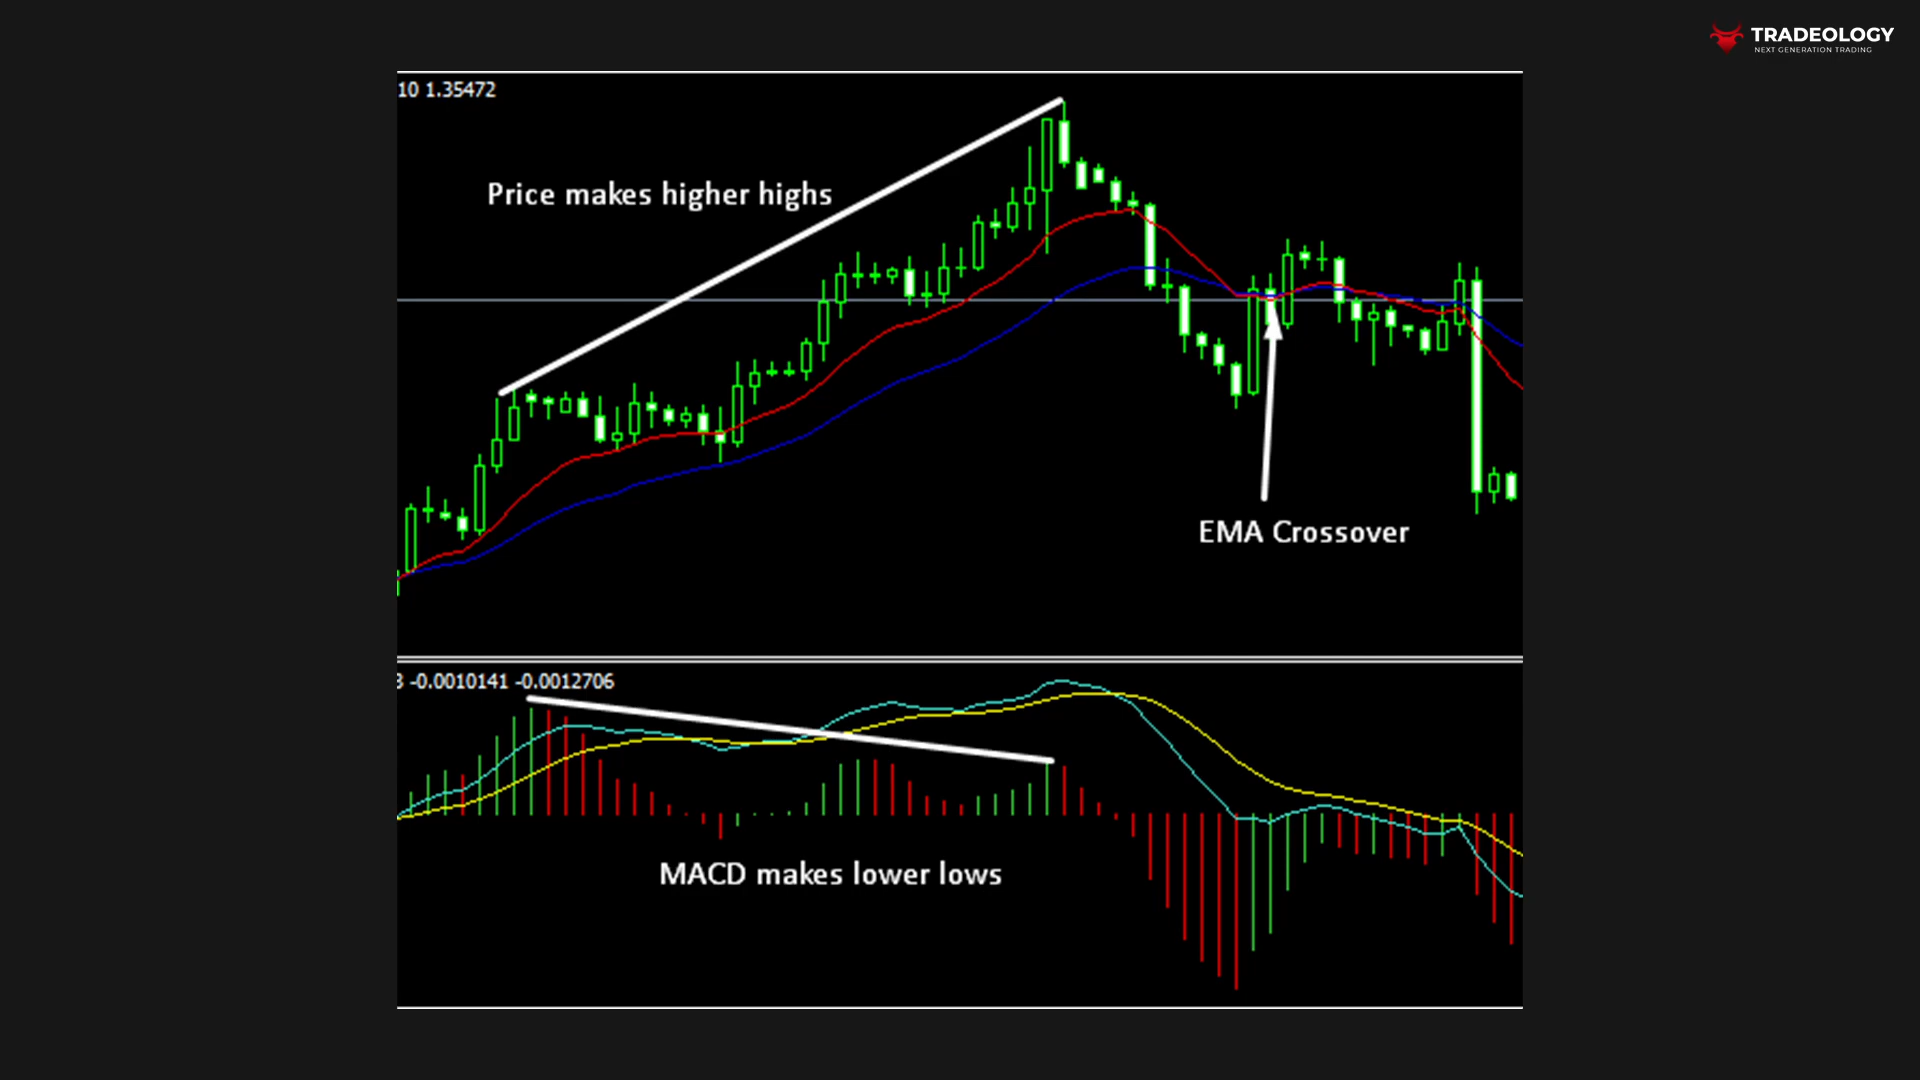 TRADEOLOGY
NEXT GENERATION TRADING
10 1.35472
Price makes higher highs
EMA Crossover
3 -0.0010141 -0.0012706
MACD makes lower lows